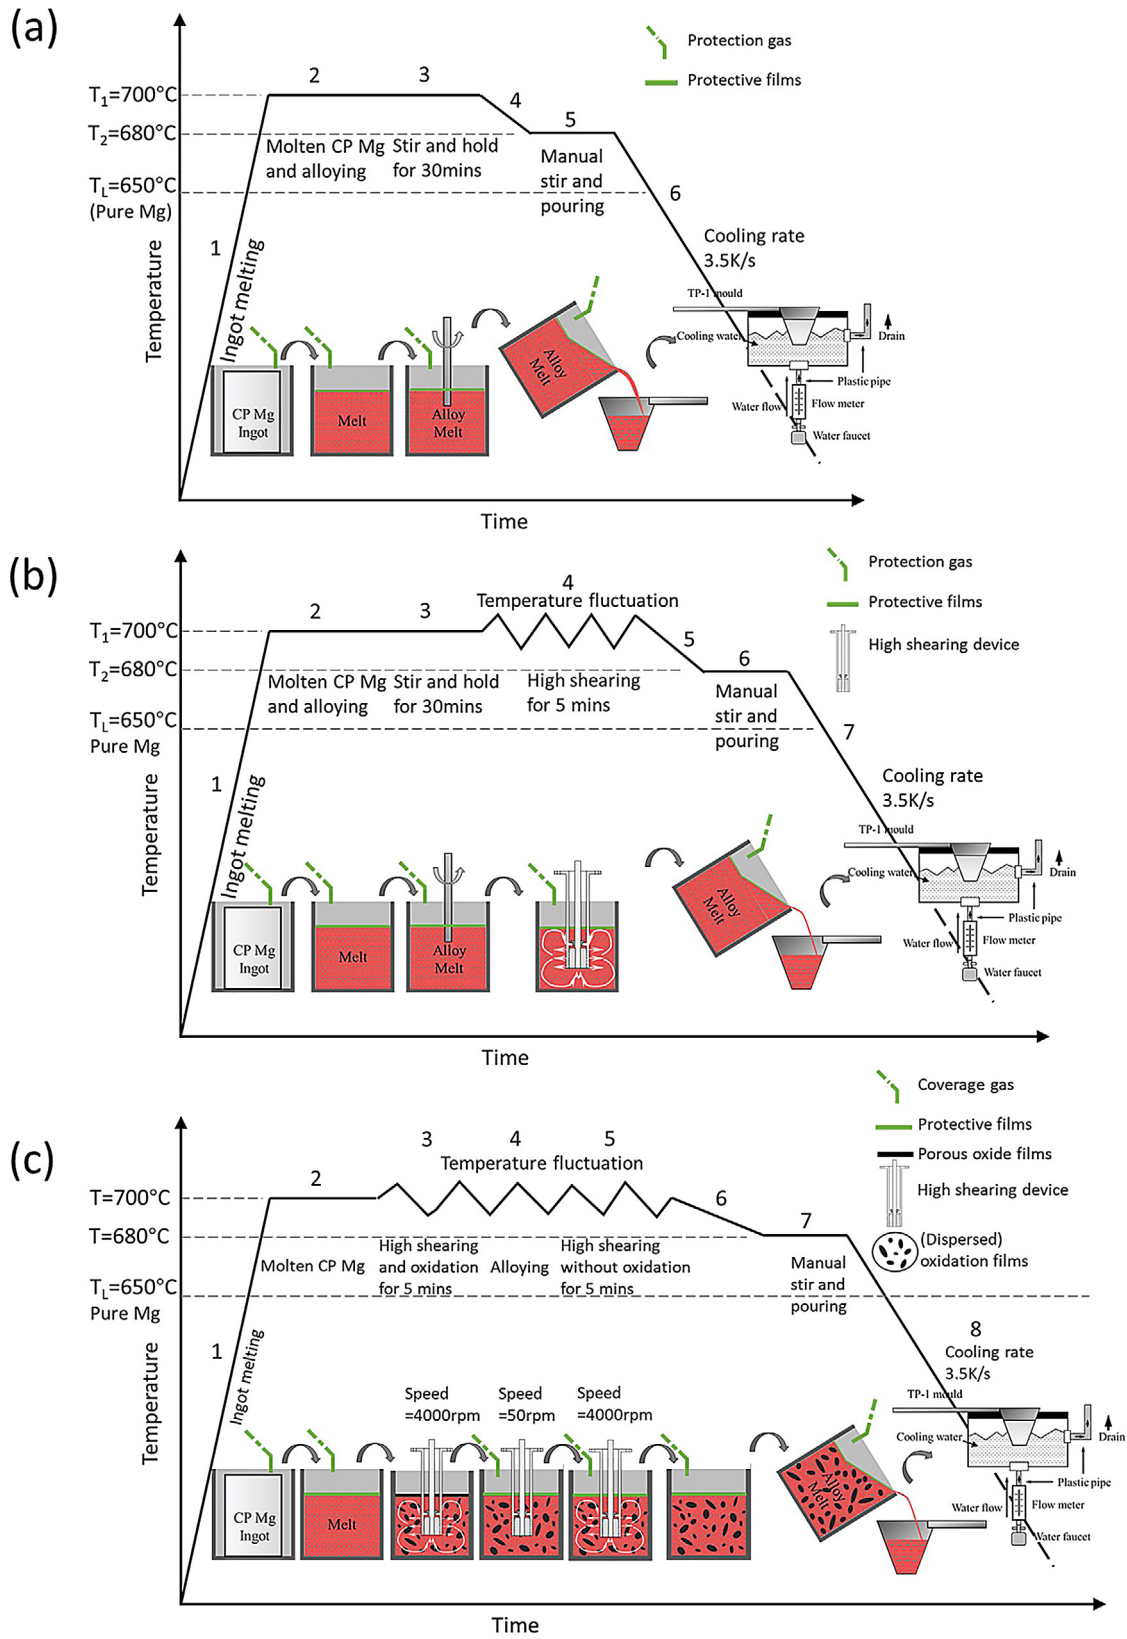 (a)
Protection gas
Protective films
T1=700°C
T2=680°C
TL=650°C
(Pure Mg)
Temperature
1
Ingot melting
2
Molten CP Mg
and alloying
3
Stir and hold
for 30mins
4
5
Manual
stir and
pouring
6
Cooling rate
3.5K/s
TP-1 mould
Cooling water
Drain
Plastic pipe
Water flow
Flow meter
Water faucet
CP Mg
Ingot
Melt
Alloy
Melt
Alloy
Melt
Time
(b)
Protection gas
Protective films
High shearing device
T1=700°C
T2=680°C
TL=650°C
Pure Mg
Temperature
1
Ingot melting
2
Molten CP Mg
and alloying
3
Stir and hold
for 30mins
4
Temperature fluctuation
High shearing
for 5 mins
5
6
Manual
stir and
pouring
7
Cooling rate
3.5K/s
TP-1 mould
Cooling water
Drain
Plastic pipe
Water flow
Flow meter
Water faucet
CP Mg
Ingot
Melt
Alloy
Melt
Alloy
Melt
Time
(c)
Coverage gas
Protective films
Porous oxide films
High shearing device
(Dispersed)
oxidation films
T=700°C
T=680°C
TL=650°C
Pure Mg
Temperature
1
Ingot melting
2
Molten CP Mg
3
4
5
Temperature fluctuation
High shearing
and oxidation
for 5 mins
Alloying
High shearing
without oxidation
for 5 mins
6
7
Manual
stir and
pouring
8
Cooling rate
3.5K/s
Speed
=4000rpm
Speed
=50rpm
Speed
=4000rpm
TP-1 mould
Cooling water
Drain
Plastic pipe
Water flow
Flow meter
Water faucet
CP Mg
Ingot
Melt
Alloy
Melt
Time